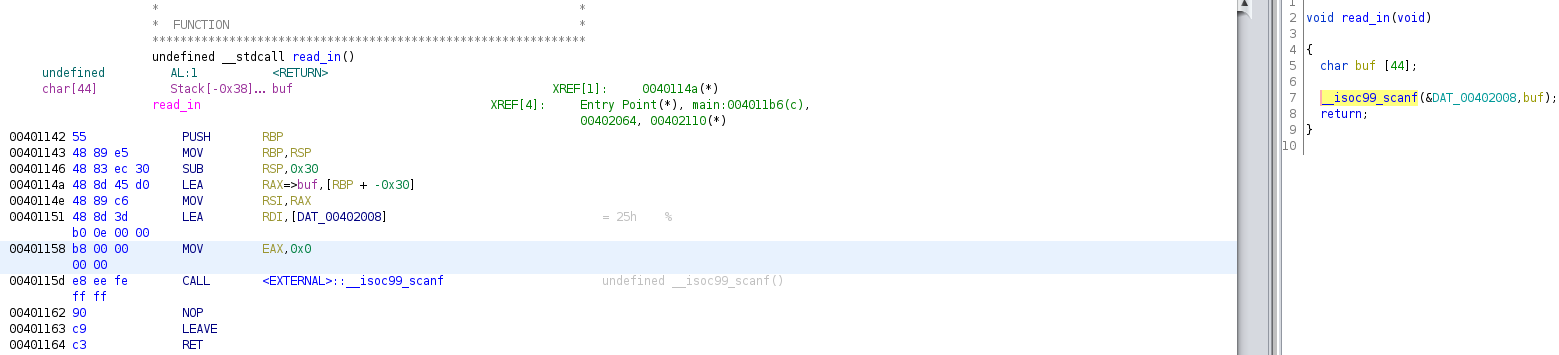 *                                                           *
*  FUNCTION                                                 *
**************************************************************
undefined __stdcall read_in()
undefined AL:1 <RETURN>
char[44] Stack[-0x38]... buf XREF[1]: 0040114a(*)
read_in XREF[4]: Entry Point(*), main:004011b6(c),
00402064, 00402110(*)
00401142 55 PUSH RBP
00401143 48 89 e5 MOV RBP,RSP
00401146 48 83 ec 30 SUB RSP,0x30
0040114a 48 8d 45 d0 LEA RAX=>buf,[RBP + -0x30]
0040114e 48 89 c6 MOV RSI,RAX
00401151 48 8d 3d LEA RDI,[DAT_00402008] = 25h %
b0 0e 00 00
00401158 b8 00 00 MOV EAX,0x0
00 00
0040115d e8 ee fe CALL <EXTERNAL>::__isoc99_scanf undefined __isoc99_scanf()
ff ff
00401162 90 NOP
00401163 c9 LEAVE
00401164 c3 RET
1
2 void read_in(void)
3
4 {
5 char buf [44];
6
7 __isoc99_scanf(&DAT_00402008,buf);
8 return;
9 }
10